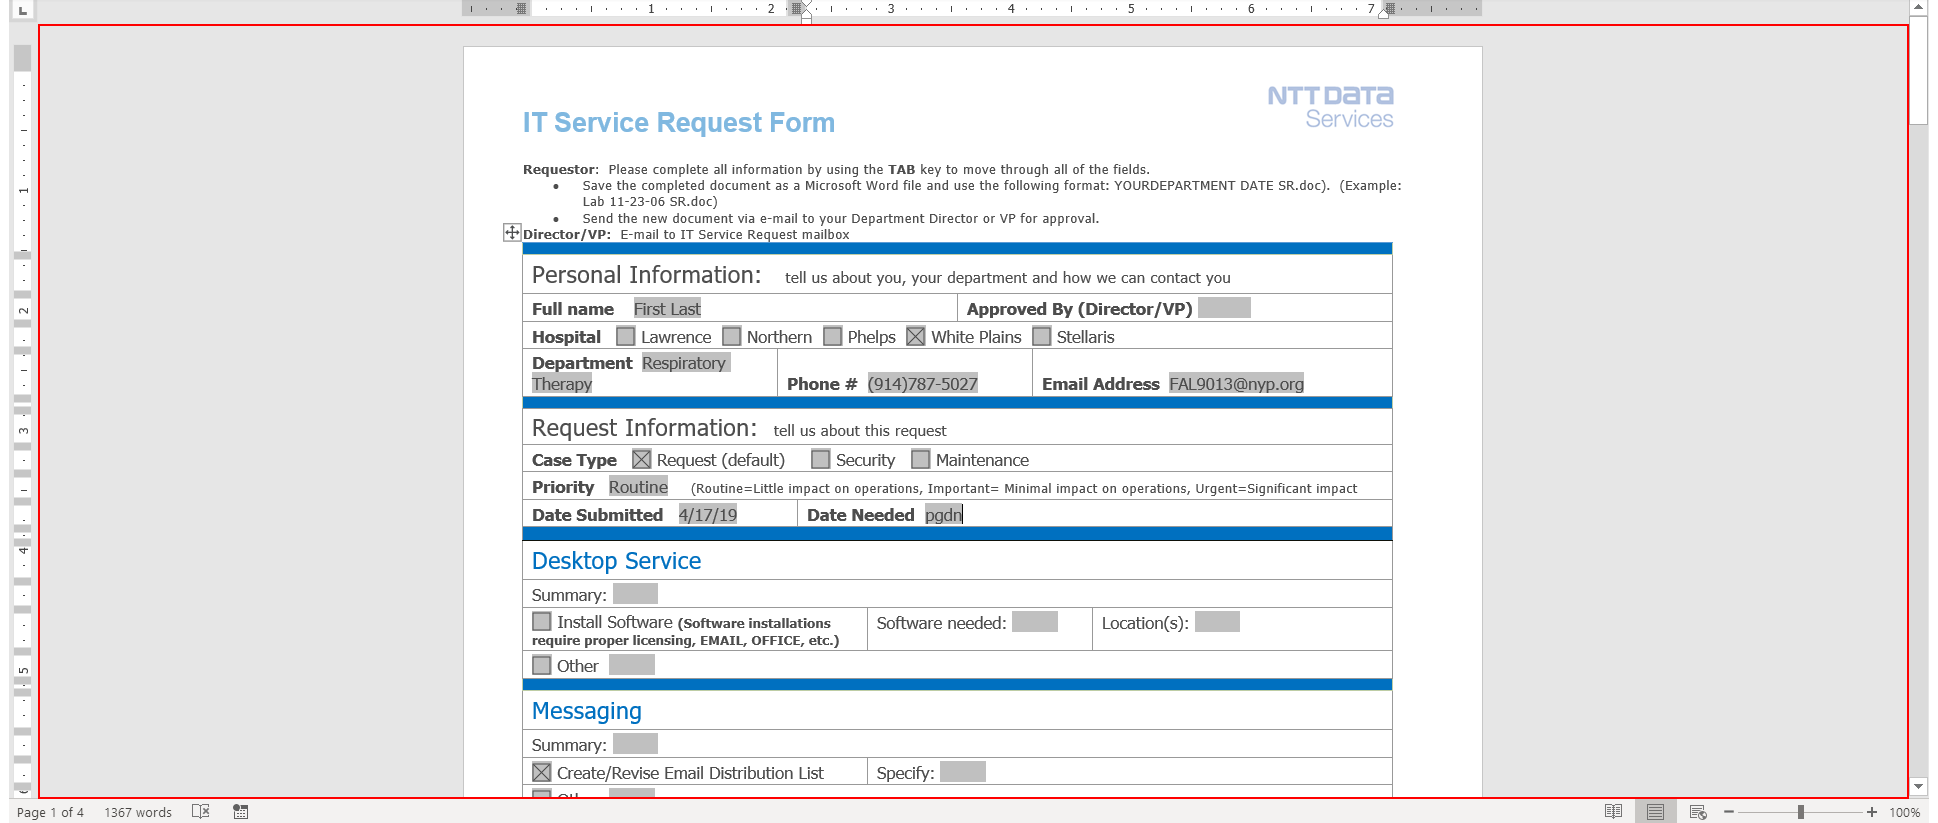 1 2 3 4 5 6 7
NTT DATA
Services
IT Service Request Form
Requestor: Please complete all information by using the TAB key to move through all of the fields.
• Save the completed document as a Microsoft Word file and use the following format: YOURDEPARTMENT DATE SR.doc). (Example:
Lab 11-23-06 SR.doc)
• Send the new document via e-mail to your Department Director or VP for approval.
Director/VP: E-mail to IT Service Request mailbox
Personal Information: tell us about you, your department and how we can contact you
Full name First Last Approved By (Director/VP)
Hospital Lawrence Northern Phelps White Plains Stellaris
Department Respiratory
Therapy Phone # (914)787-5027 Email Address FAL9013@nyp.org
Request Information: tell us about this request
Case Type Request (default) Security Maintenance
Priority Routine (Routine=Little impact on operations, Important= Minimal impact on operations, Urgent=Significant impact
Date Submitted 4/17/19 Date Needed pgdn
Desktop Service
Summary:
Install Software (Software installations
require proper licensing, EMAIL, OFFICE, etc.)
Software needed: Location(s):
Other
Messaging
Summary:
Create/Revise Email Distribution List Specify:
1
2
3
4
5
Page 1 of 4 1367 words 100%